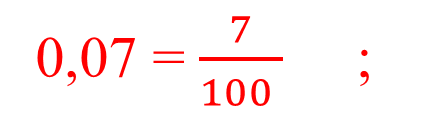 0,07 = 7/100 ;